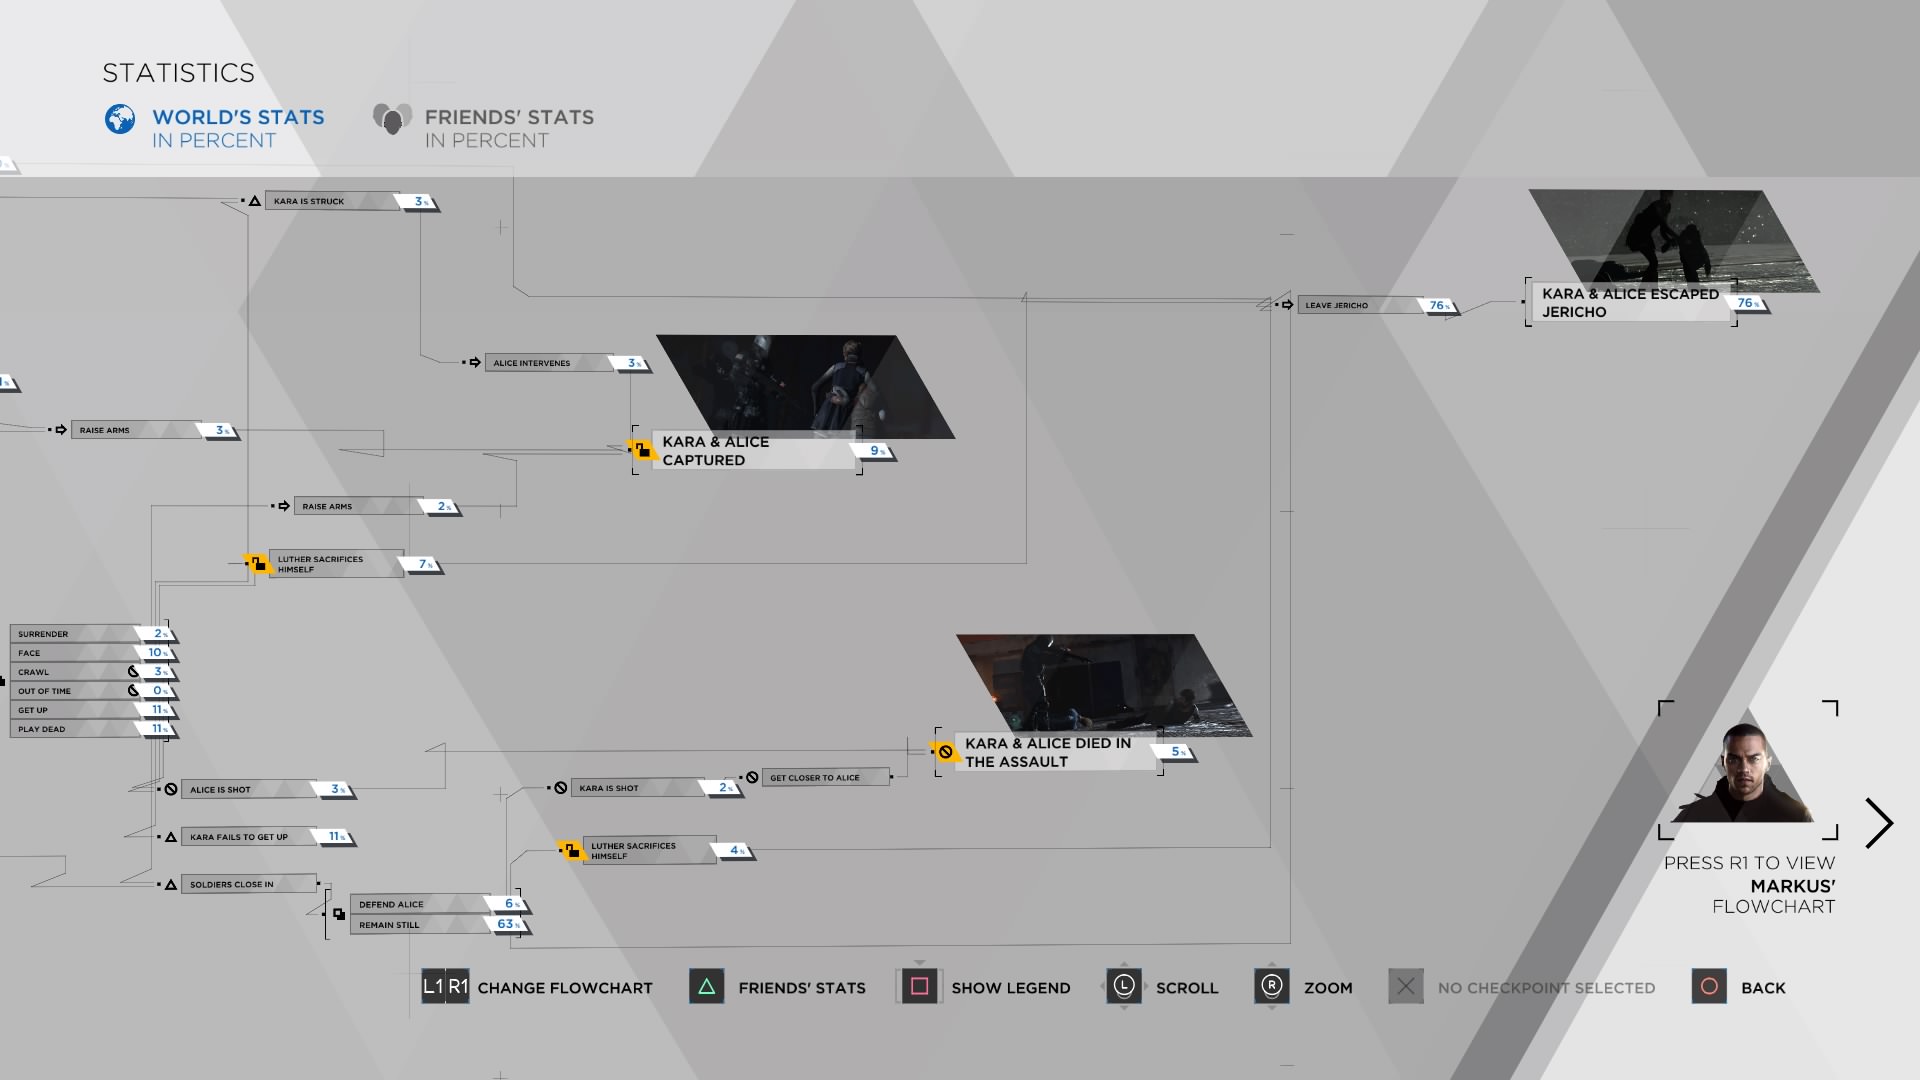 STATISTICS
WORLD'S STATS
IN PERCENT
FRIENDS' STATS
IN PERCENT
KARA IS STRUCK 3%
LEAVE JERICHO 76%
KARA & ALICE ESCAPED
JERICHO 76%
ALICE INTERVENES 3%
RAISE ARMS 3%
KARA & ALICE
CAPTURED 9%
RAISE ARMS 2%
LUTHER SACRIFICES
HIMSELF 7%
SURRENDER 2%
FACE 10%
CRAWL 3%
OUT OF TIME 0%
GET UP 11%
PLAY DEAD 11%
KARA & ALICE DIED IN
THE ASSAULT 5%
GET CLOSER TO ALICE
ALICE IS SHOT 3%
KARA IS SHOT 2%
KARA FAILS TO GET UP 11%
LUTHER SACRIFICES
HIMSELF 4%
SOLDIERS CLOSE IN
DEFEND ALICE 6%
REMAIN STILL 63%
PRESS R1 TO VIEW
MARKUS'
FLOWCHART
L1 R1 CHANGE FLOWCHART
FRIENDS' STATS
SHOW LEGEND
L SCROLL
R ZOOM
NO CHECKPOINT SELECTED
BACK